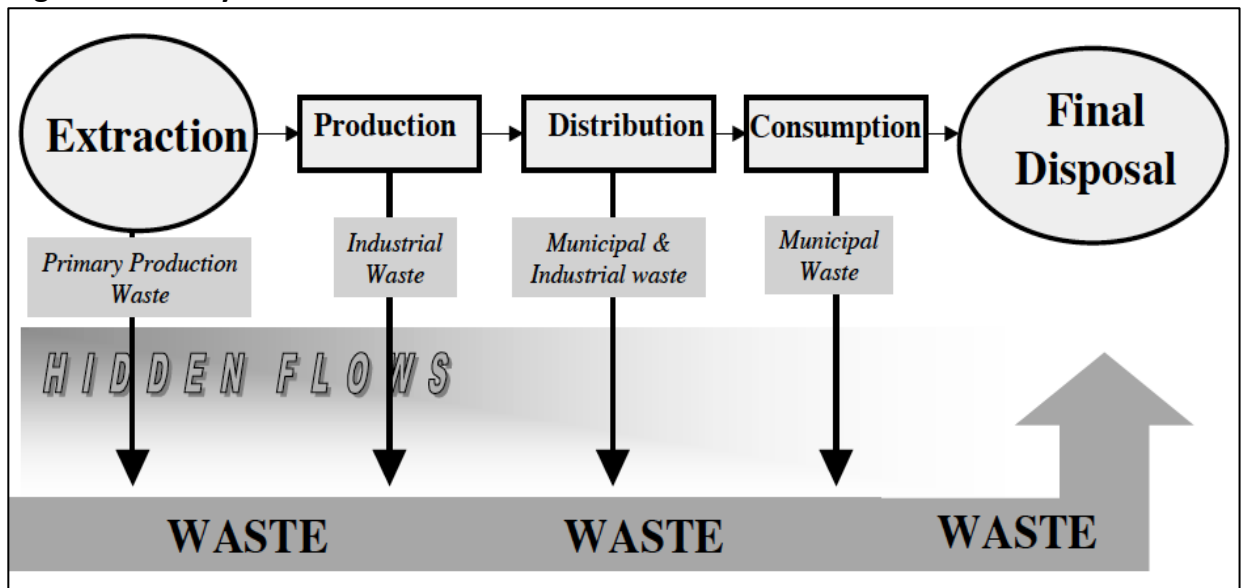 Extraction
Production
Distribution
Consumption
Final
Disposal
Primary Production
Waste
Industrial
Waste
Municipal &
Industrial waste
Municipal
Waste
HIDDEN FLOWS
WASTE
WASTE
WASTE